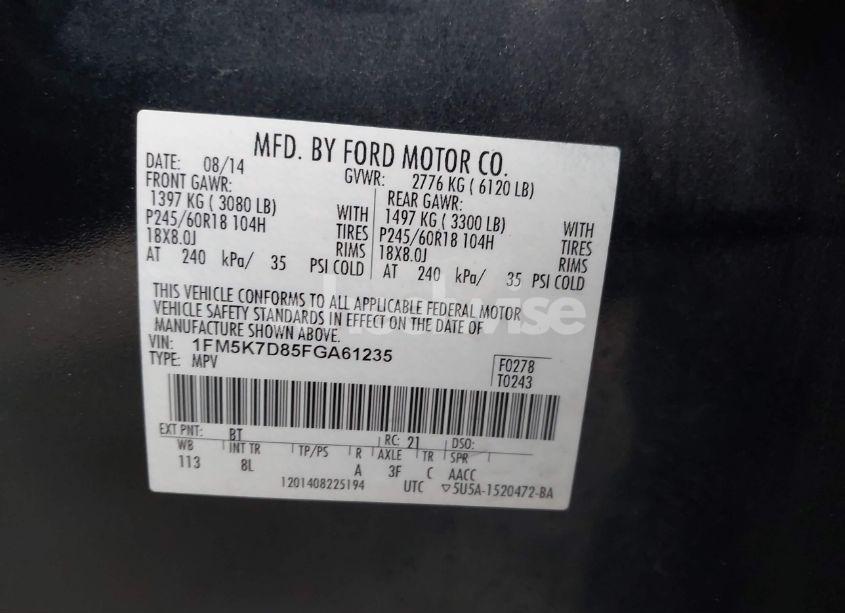 MFD. BY FORD MOTOR CO.
DATE: 08/14 GVWR: 2776 KG ( 6120 LB)
FRONT GAWR: REAR GAWR:
1397 KG ( 3080 LB) WITH 1497 KG ( 3300 LB) WITH
P245/60R18 104H TIRES P245/60R18 104H TIRES
18X8.0J RIMS 18X8.0J RIMS
AT 240 kPa/ 35 PSI COLD AT 240 kPa/ 35 PSI COLD
THIS VEHICLE CONFORMS TO ALL APPLICABLE FEDERAL MOTOR
VEHICLE SAFETY STANDARDS IN EFFECT ON THE DATE OF
MANUFACTURE SHOWN ABOVE.
VIN: 1FM5K7D85FGA61235
TYPE: MPV
F0278
T0243
EXT PNT: BT RC: 21 DSO:
WB INT TR TP/PS R AXLE TR SPR
113 8L A 3F C AACC
1201408225194 UTC ▽5U5A-1520472-BA